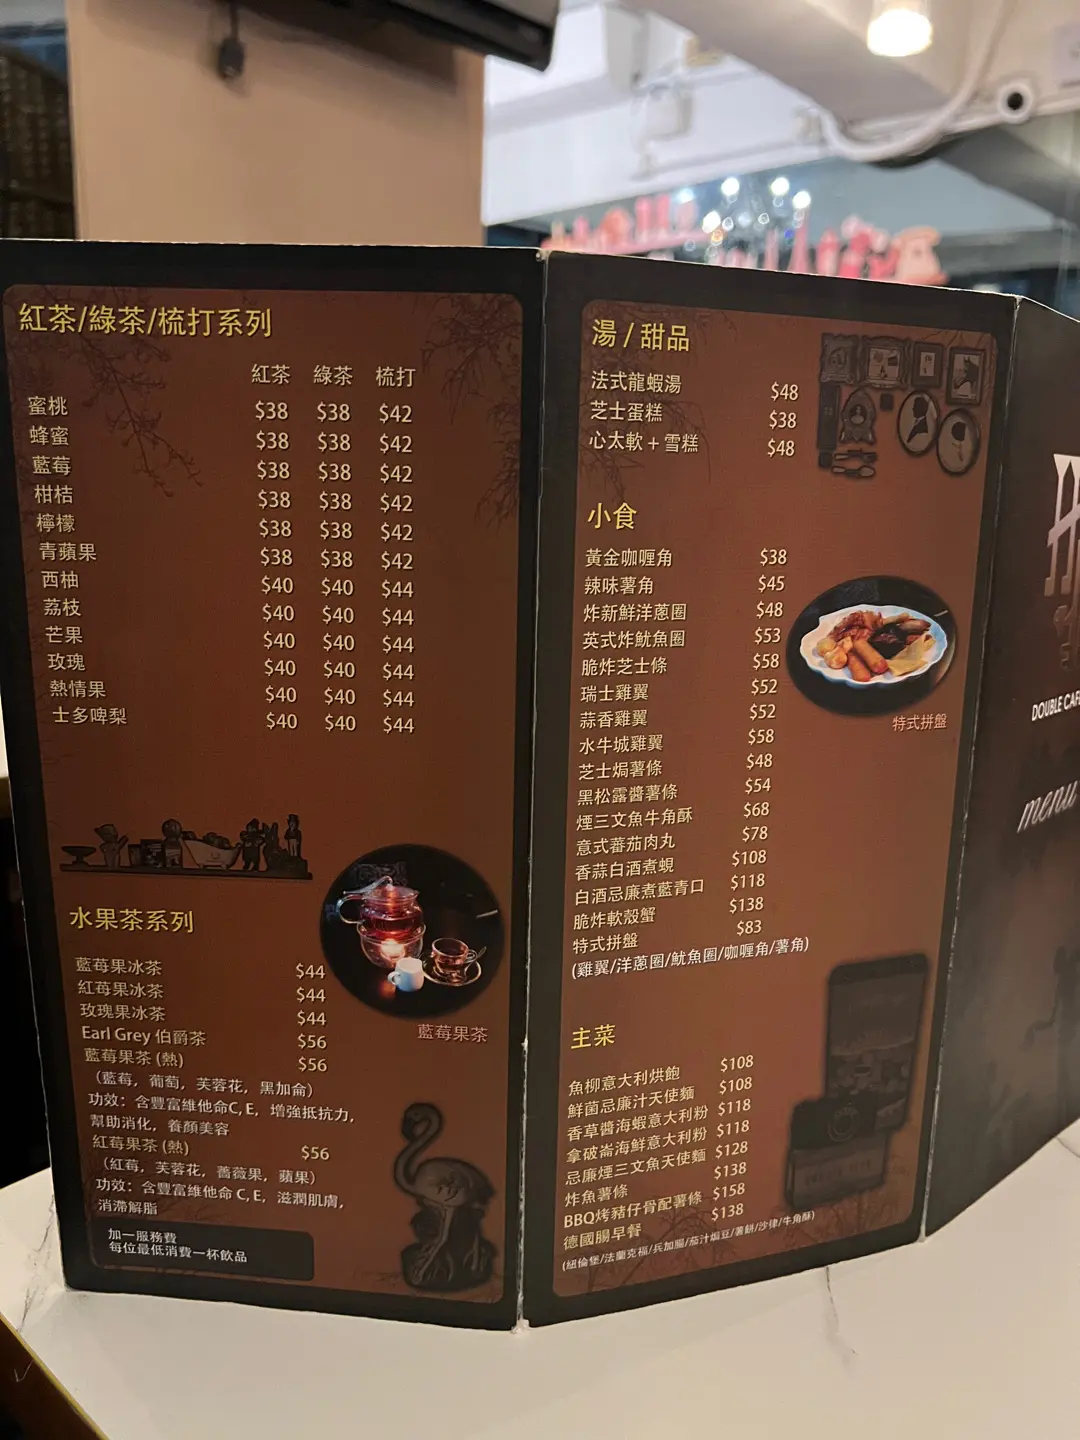 紅茶/綠茶/梳打系列
紅茶 綠茶 梳打
蜜桃 $38 $38 $42
蜂蜜 $38 $38 $42
藍莓 $38 $38 $42
柑桔 $38 $38 $42
檸檬 $38 $38 $42
青蘋果 $38 $38 $42
西柚 $40 $40 $44
荔枝 $40 $40 $44
芒果 $40 $40 $44
玫瑰 $40 $40 $44
熱情果 $40 $40 $44
士多啤梨 $40 $40 $44
水果茶系列
藍莓果冰茶 $44
紅莓果冰茶 $44
玫瑰果冰茶 $44
Earl Grey 伯爵茶 $56
藍莓果茶 (熱) $56
（藍莓，葡萄，芙蓉花，黑加侖）
功效：含豐富維他命C, E，增強抵抗力，
幫助消化，養顏美容
紅莓果茶 (熱) $56
（紅莓，芙蓉花，薔薇果，蘋果）
功效：含豐富維他命 C, E，滋潤肌膚，
消滯解脂
藍莓果茶
加一服務費
每位最低消費一杯飲品
湯 / 甜品
法式龍蝦湯 $48
芝士蛋糕 $38
心太軟 + 雪糕 $48
小食
黃金咖喱角 $38
辣味薯角 $45
炸新鮮洋蔥圈 $48
英式炸魷魚圈 $53
脆炸芝士條 $58
瑞士雞翼 $52
蒜香雞翼 $52
水牛城雞翼 $58
芝士焗薯條 $48
黑松露醬薯條 $54
煙三文魚牛角酥 $68
意式蕃茄肉丸 $78
香蒜白酒煮蜆 $108
白酒忌廉煮藍青口 $118
脆炸軟殼蟹 $138
特式拼盤 $83
(雞翼/洋蔥圈/魷魚圈/咖喱角/薯角)
特式拼盤
主菜
魚柳意大利烘飽 $108
鮮菌忌廉汁天使麵 $108
香草醬海蝦意大利粉 $118
拿破崙海鮮意大利粉 $118
忌廉煙三文魚天使麵 $128
炸魚薯條 $138
BBQ烤豬仔骨配薯條 $158
德國腸早餐 $138
(紐倫堡/法蘭克福/兵加腸/茄汁焗豆/薯餅/沙律/牛角酥)
DOUBLE CAFE
menu